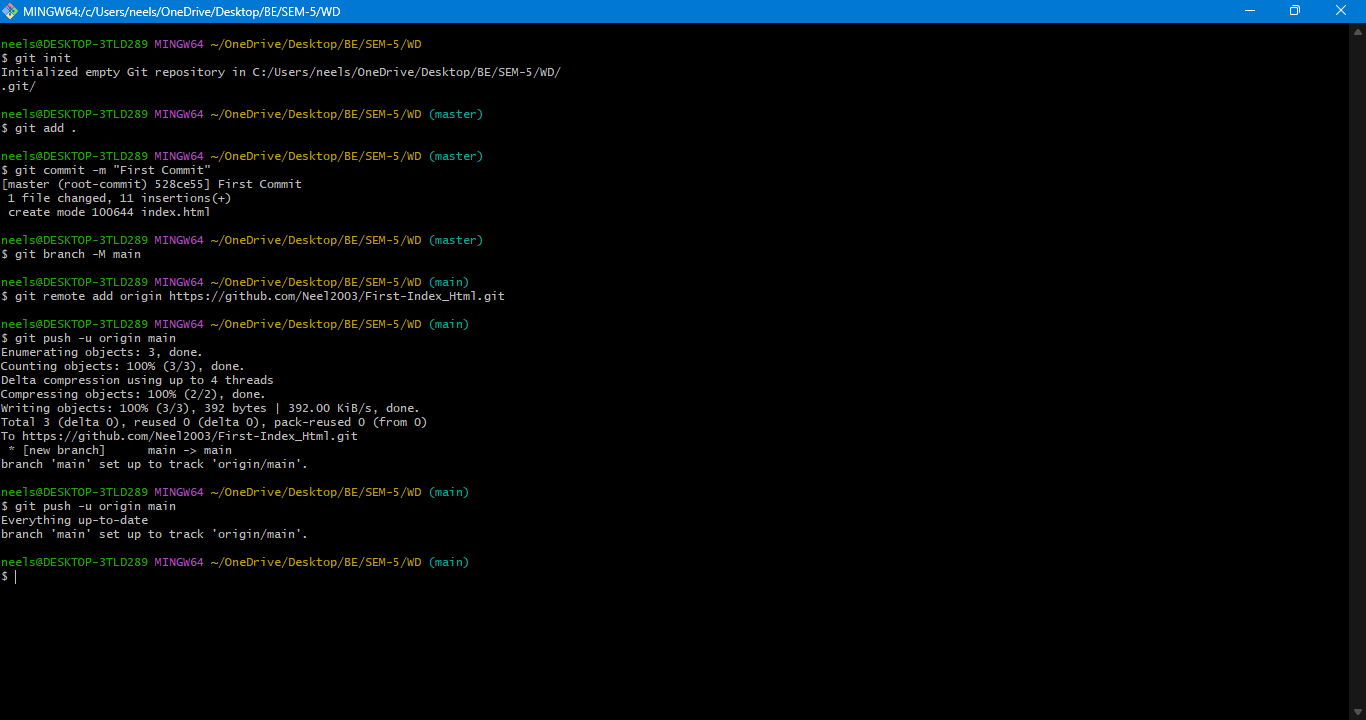 MINGW64:/c/Users/neels/OneDrive/Desktop/BE/SEM-5/WD
neels@DESKTOP-3TLD289 MINGW64 ~/OneDrive/Desktop/BE/SEM-5/WD
$ git init
Initialized empty Git repository in C:/Users/neels/OneDrive/Desktop/BE/SEM-5/WD/
.git/
neels@DESKTOP-3TLD289 MINGW64 ~/OneDrive/Desktop/BE/SEM-5/WD (master)
$ git add .
neels@DESKTOP-3TLD289 MINGW64 ~/OneDrive/Desktop/BE/SEM-5/WD (master)
$ git commit -m "First Commit"
[master (root-commit) 528ce55] First Commit
 1 file changed, 11 insertions(+)
 create mode 100644 index.html
neels@DESKTOP-3TLD289 MINGW64 ~/OneDrive/Desktop/BE/SEM-5/WD (master)
$ git branch -M main
neels@DESKTOP-3TLD289 MINGW64 ~/OneDrive/Desktop/BE/SEM-5/WD (main)
$ git remote add origin https://github.com/Neel2003/First-Index_Html.git
neels@DESKTOP-3TLD289 MINGW64 ~/OneDrive/Desktop/BE/SEM-5/WD (main)
$ git push -u origin main
Enumerating objects: 3, done.
Counting objects: 100% (3/3), done.
Delta compression using up to 4 threads
Compressing objects: 100% (2/2), done.
Writing objects: 100% (3/3), 392 bytes | 392.00 KiB/s, done.
Total 3 (delta 0), reused 0 (delta 0), pack-reused 0 (from 0)
To https://github.com/Neel2003/First-Index_Html.git
 * [new branch]      main -> main
branch 'main' set up to track 'origin/main'.
neels@DESKTOP-3TLD289 MINGW64 ~/OneDrive/Desktop/BE/SEM-5/WD (main)
$ git push -u origin main
Everything up-to-date
branch 'main' set up to track 'origin/main'.
neels@DESKTOP-3TLD289 MINGW64 ~/OneDrive/Desktop/BE/SEM-5/WD (main)
$